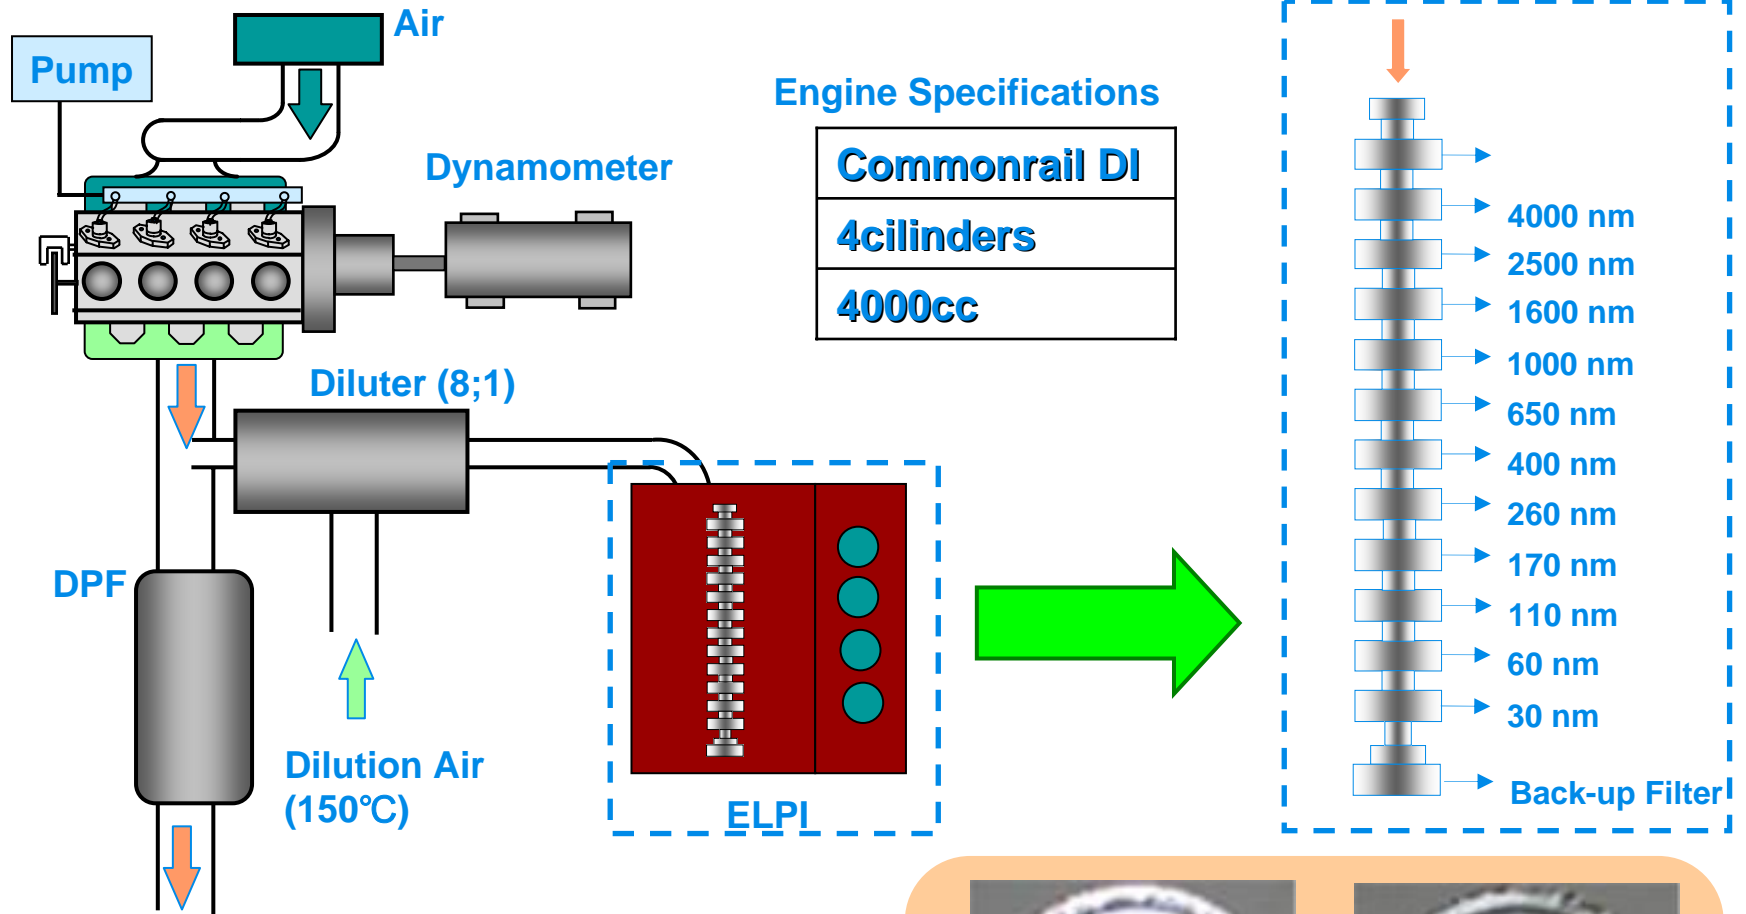 Air
Pump
Engine Specifications
Dynamometer
Commonrail DI
4cilinders
4000cc
Diluter (8;1)
DPF
Dilution Air
(150℃)
ELPI
4000 nm
2500 nm
1600 nm
1000 nm
650 nm
400 nm
260 nm
170 nm
110 nm
60 nm
30 nm
Back-up Filter